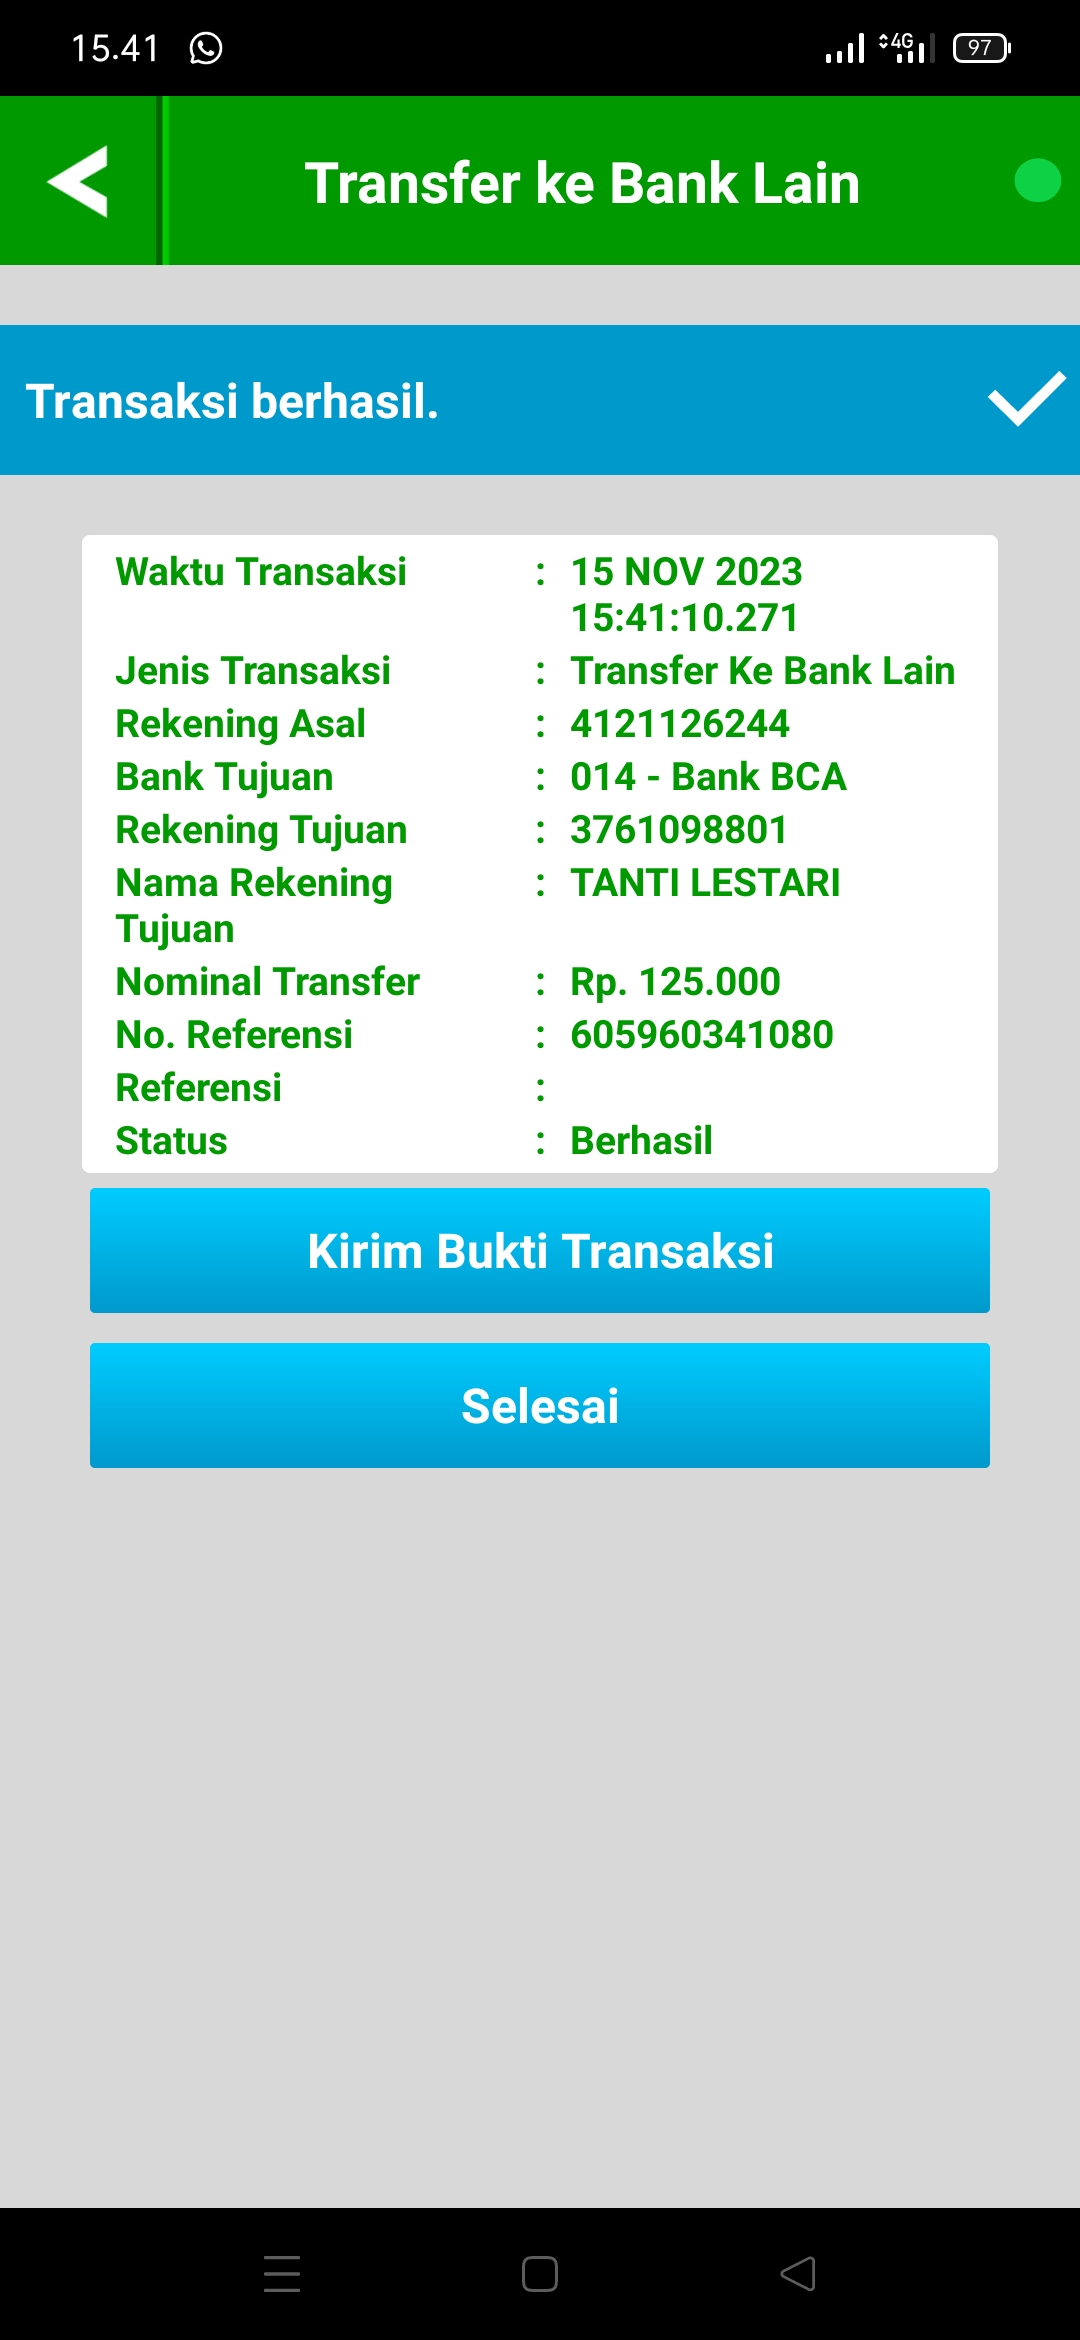 15.41
4G
97
Transfer ke Bank Lain
Transaksi berhasil.
Waktu Transaksi : 15 NOV 2023
15:41:10.271
Jenis Transaksi : Transfer Ke Bank Lain
Rekening Asal : 4121126244
Bank Tujuan : 014 - Bank BCA
Rekening Tujuan : 3761098801
Nama Rekening : TANTI LESTARI
Tujuan
Nominal Transfer : Rp. 125.000
No. Referensi : 605960341080
Referensi :
Status : Berhasil
Kirim Bukti Transaksi
Selesai